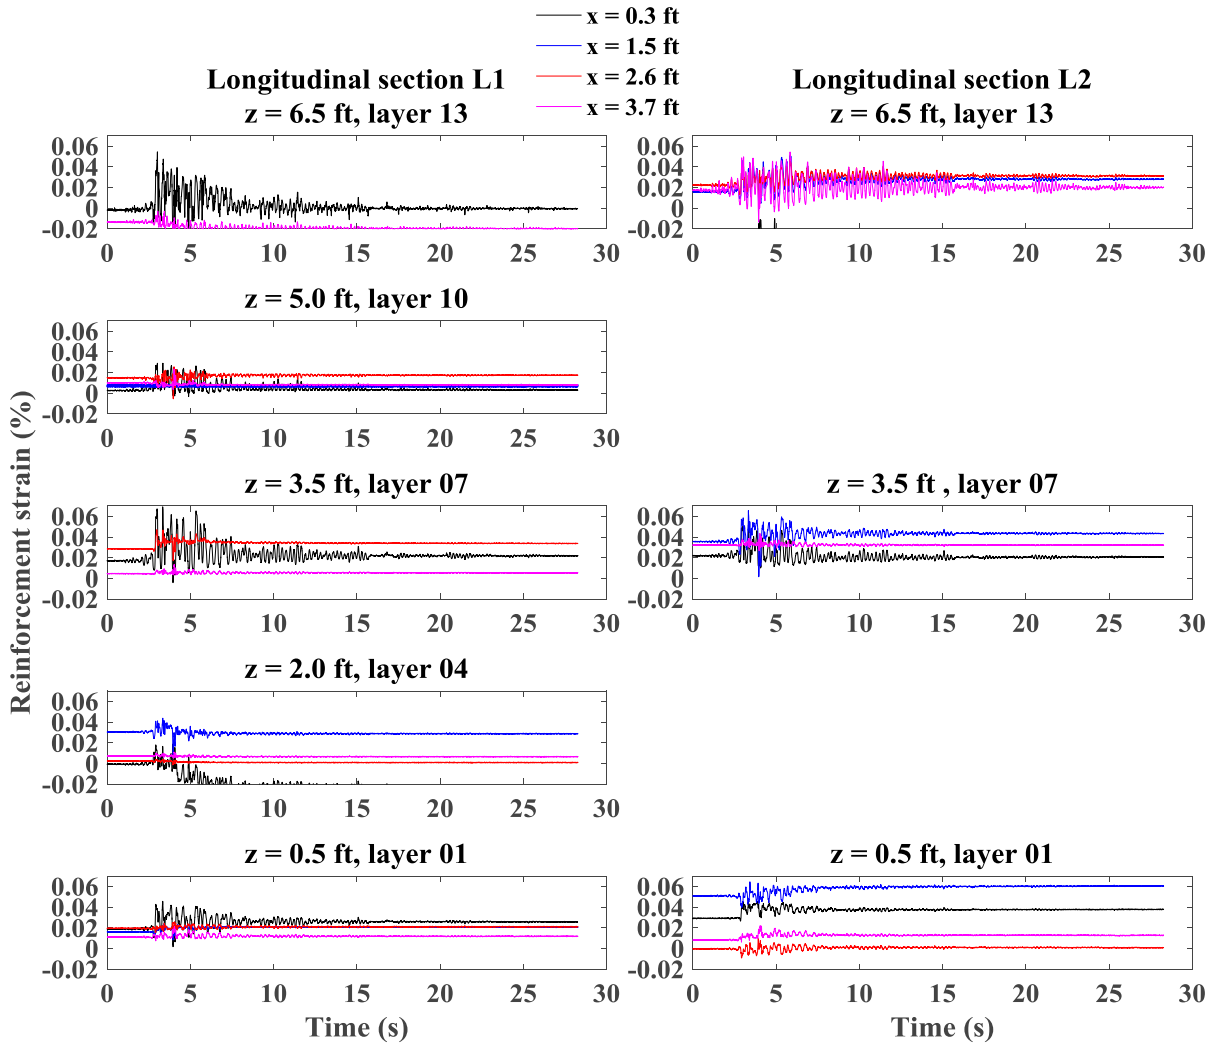 x = 0.3 ft
x = 1.5 ft
x = 2.6 ft
x = 3.7 ft
Longitudinal section L1
z = 6.5 ft, layer 13
0.06
0.04
0.02
0
-0.02
0 5 10 15 20 25 30
Longitudinal section L2
z = 6.5 ft, layer 13
0.06
0.04
0.02
0
-0.02
0 5 10 15 20 25 30
z = 5.0 ft, layer 10
0.06
0.04
0.02
0
-0.02
0 5 10 15 20 25 30
z = 3.5 ft, layer 07
0.06
0.04
0.02
0
-0.02
0 5 10 15 20 25 30
z = 3.5 ft , layer 07
0.06
0.04
0.02
0
-0.02
0 5 10 15 20 25 30
z = 2.0 ft, layer 04
0.06
0.04
0.02
0
-0.02
0 5 10 15 20 25 30
z = 0.5 ft, layer 01
0.06
0.04
0.02
0
-0.02
0 5 10 15 20 25 30
Time (s)
z = 0.5 ft, layer 01
0.06
0.04
0.02
0
-0.02
0 5 10 15 20 25 30
Time (s)
Reinforcement strain (%)